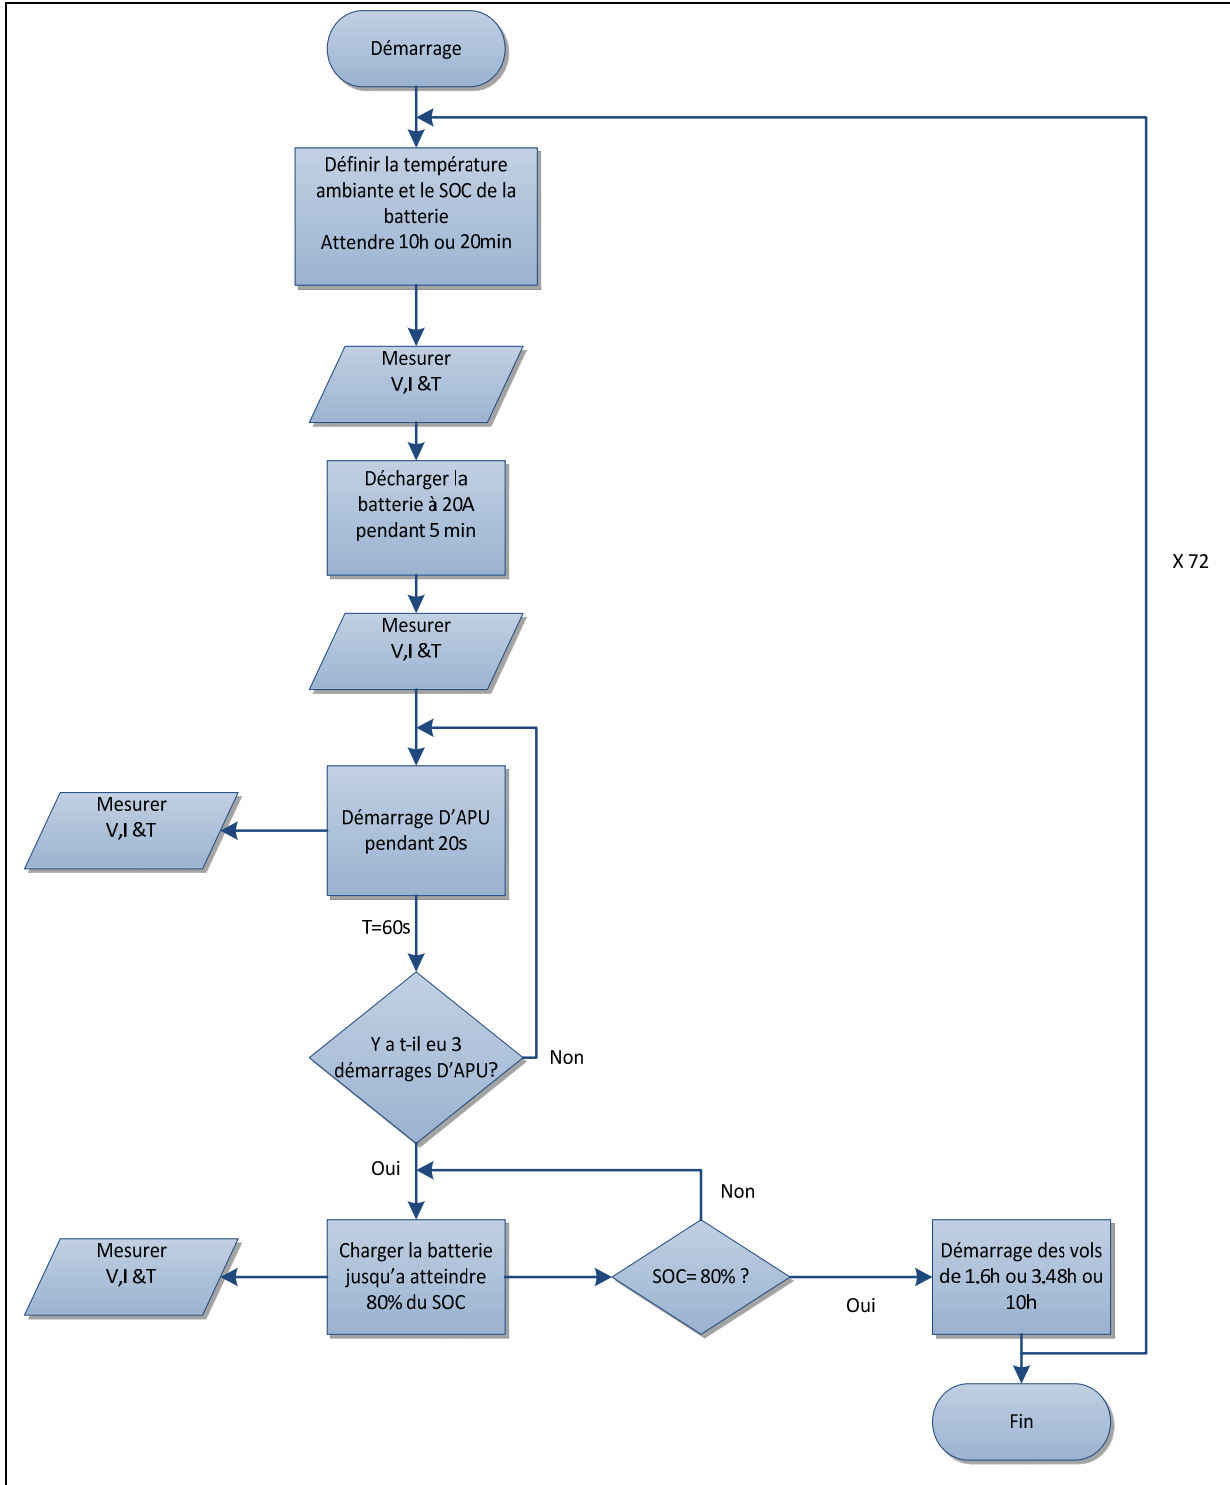 Démarrage
Définir la température
ambiante et le SOC de la
batterie
Attendre 10h ou 20min
Mesurer
V,I &T
Décharger la
batterie à 20A
pendant 5 min
X 72
Mesurer
V,I &T
Démarrage D'APU
pendant 20s
Mesurer
V,I &T
T=60s
Y a t-il eu 3
démarrages D'APU?
Non
Oui
Non
Charger la batterie
jusqu'a atteindre
80% du SOC
Mesurer
V,I &T
SOC= 80% ?
Oui
Démarrage des vols
de 1.6h ou 3.48h ou
10h
Fin